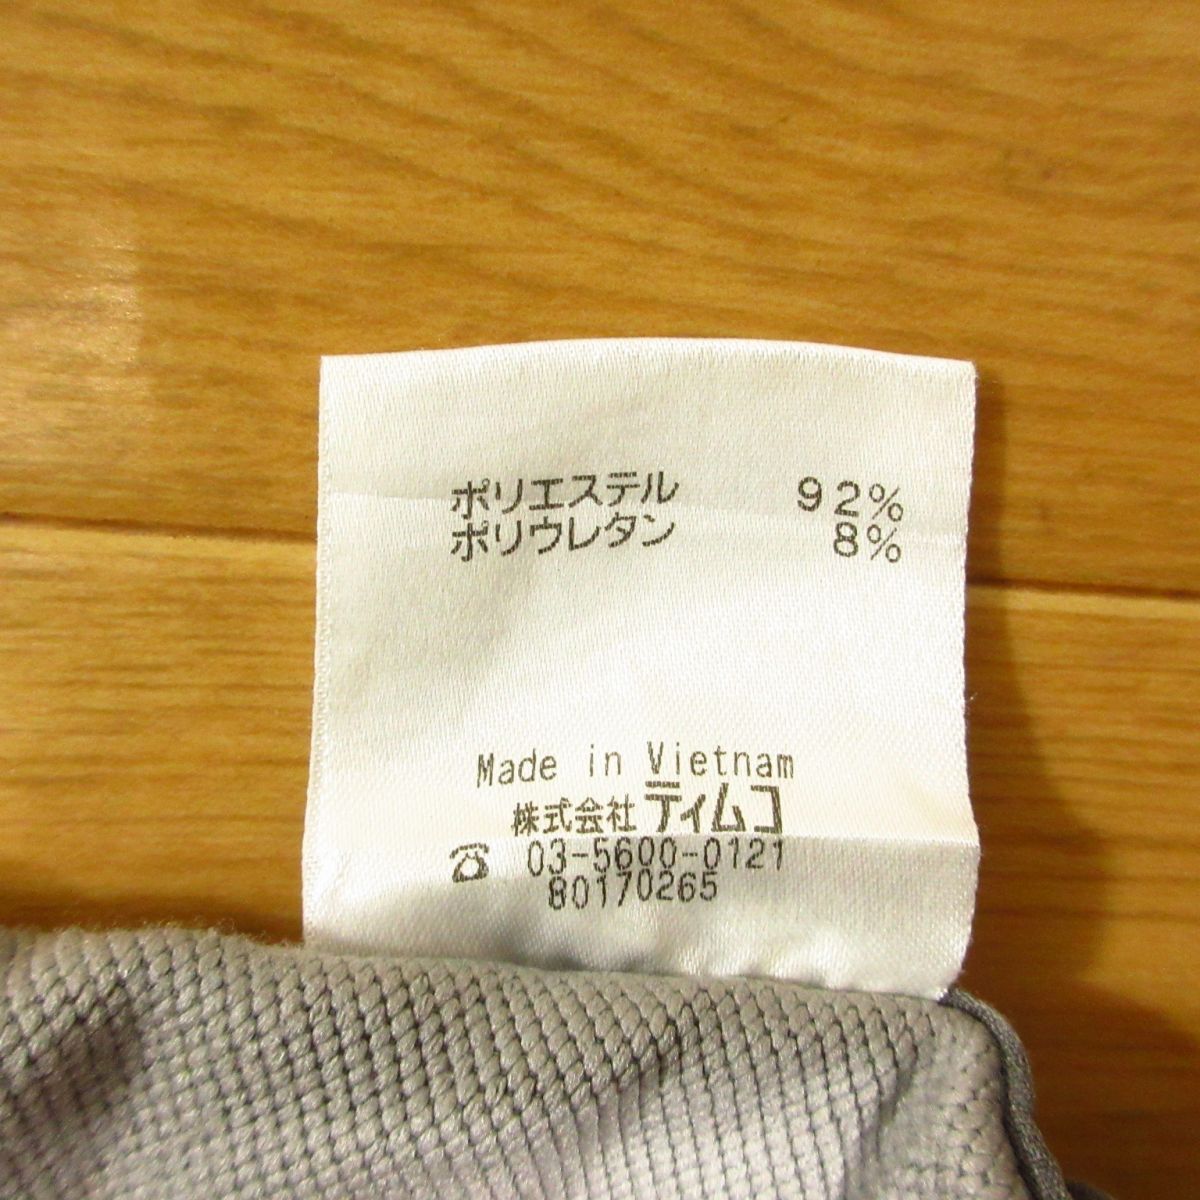 ポリエステル 92%
ポリウレタン 8%
Made in Vietnam
株式会社 ティムコ
☎ 03-5600-0121
80170265